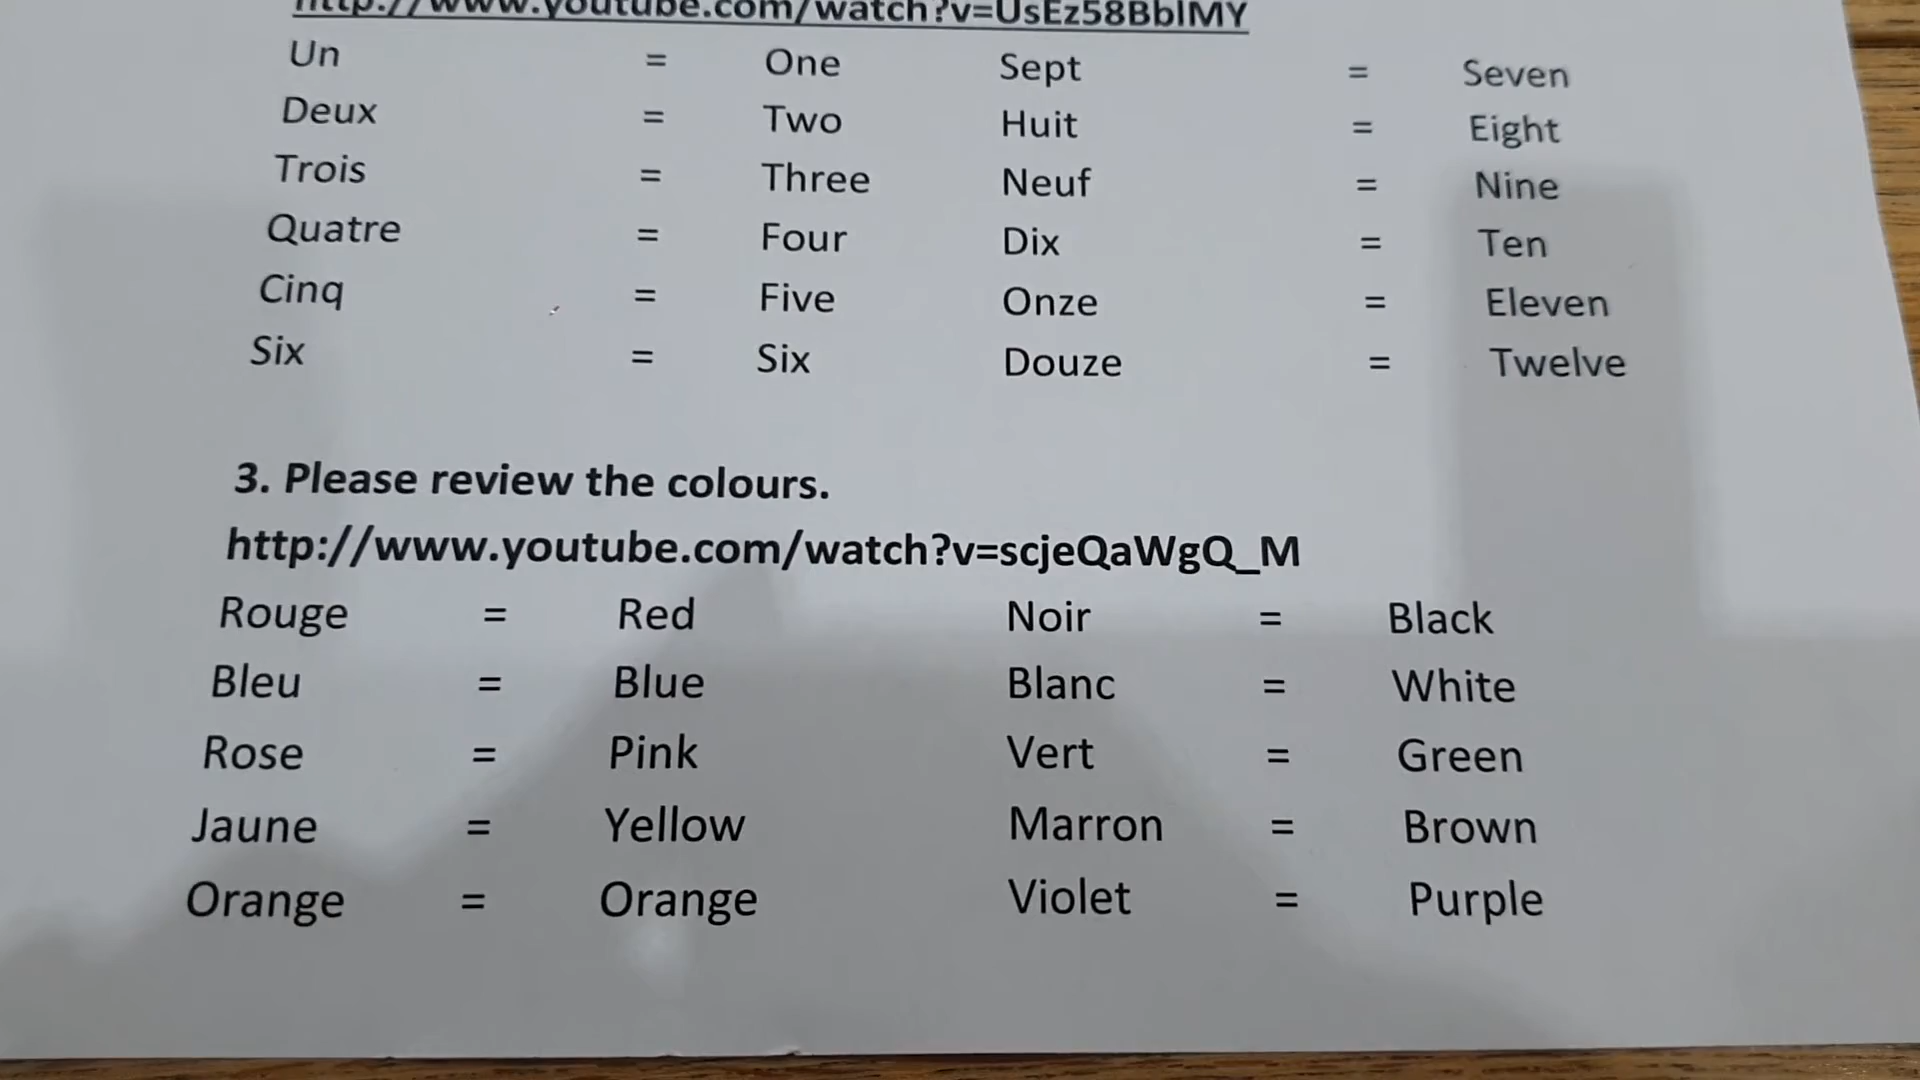 http://www.youtube.com/watch?v=UsEz58BblMY
Un = One Sept = Seven
Deux = Two Huit = Eight
Trois = Three Neuf = Nine
Quatre = Four Dix = Ten
Cinq = Five Onze = Eleven
Six = Six Douze = Twelve
3. Please review the colours.
http://www.youtube.com/watch?v=scjeQaWgQ_M
Rouge = Red Noir = Black
Bleu = Blue Blanc = White
Rose = Pink Vert = Green
Jaune = Yellow Marron = Brown
Orange = Orange Violet = Purple